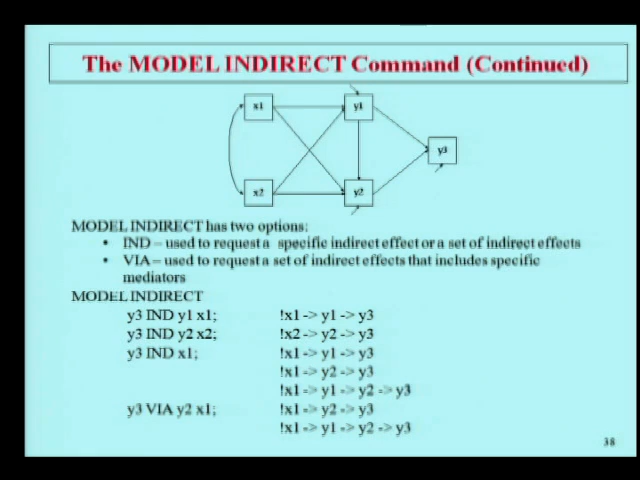 The MODEL INDIRECT Command (Continued)
x1
y1
y3
x2
y2
MODEL INDIRECT has two options:
• IND – used to request a specific indirect effect or a set of indirect effects
• VIA – used to request a set of indirect effects that includes specific
mediators
MODEL INDIRECT
y3 IND y1 x1; !x1 -> y1 -> y3
y3 IND y2 x2; !x2 -> y2 -> y3
y3 IND x1; !x1 -> y1 -> y3
!x1 -> y2 -> y3
!x1 -> y1 -> y2 -> y3
y3 VIA y2 x1; !x1 -> y2 -> y3
!x1 -> y1 -> y2 -> y3
38